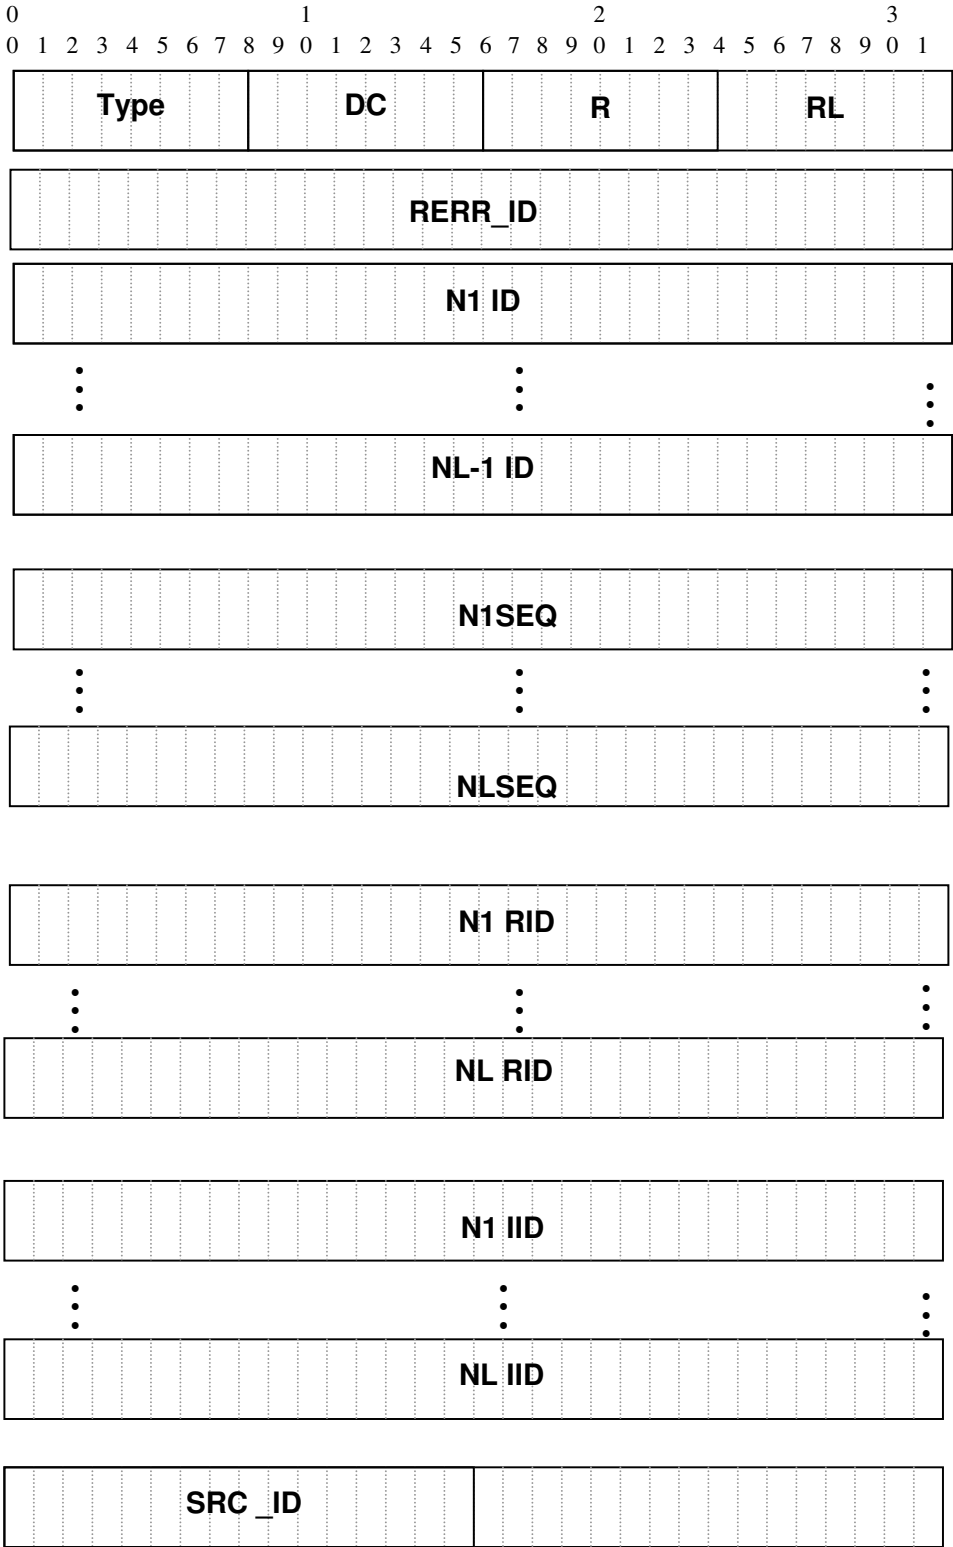 0 1 2 3
0 1 2 3 4 5 6 7 8 9 0 1 2 3 4 5 6 7 8 9 0 1 2 3 4 5 6 7 8 9 0 1
Type DC R RL
RERR_ID
N1 ID
NL-1 ID
N1SEQ
NLSEQ
N1 RID
NL RID
N1 IID
NL IID
SRC _ID